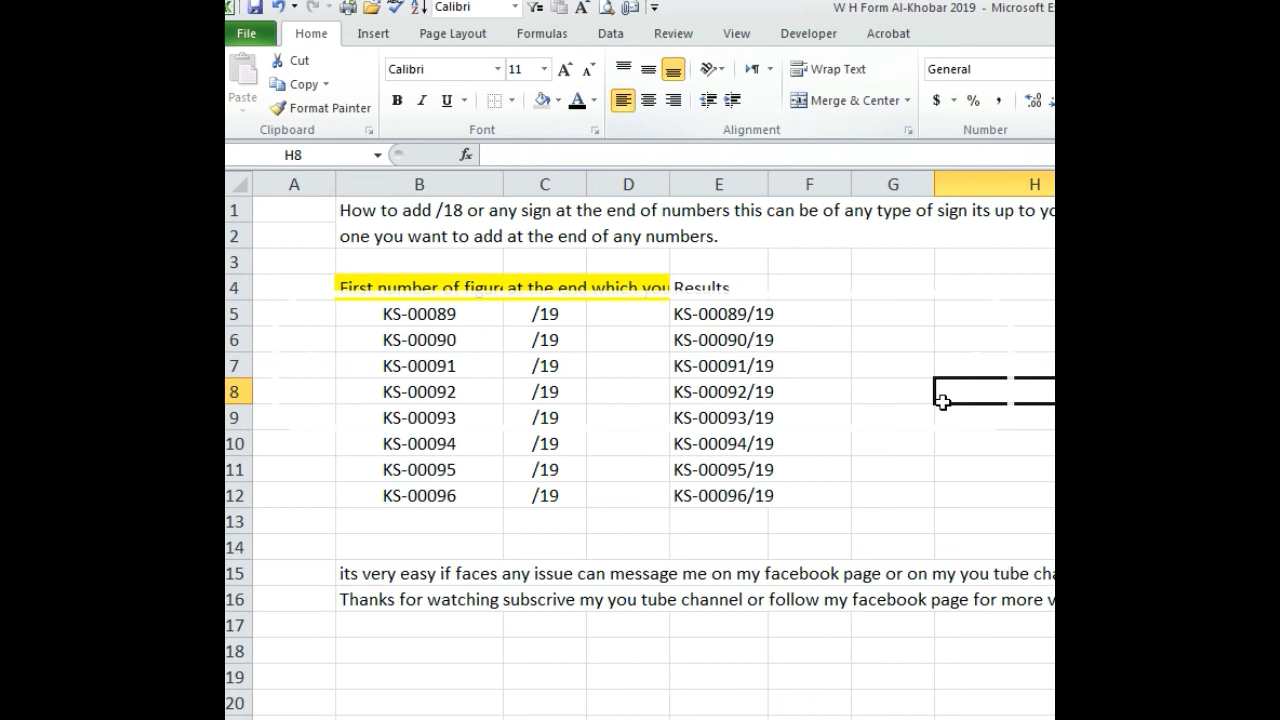 W H Form Al-Khobar 2019 - Microsoft E
Calibri
File Home Insert Page Layout Formulas Data Review View Developer Acrobat
Paste
Cut
Copy
Format Painter
Clipboard
Calibri 11
B I U A
Font
Wrap Text
Merge & Center
Alignment
General
$ % ,
Number
H8 fx
A B C D E F G H
1 How to add /18 or any sign at the end of numbers this can be of any type of sign its up to yo
2 one you want to add at the end of any numbers.
3
4 First number of figur at the end which you Results
5 KS-00089 /19 KS-00089/19
6 KS-00090 /19 KS-00090/19
7 KS-00091 /19 KS-00091/19
8 KS-00092 /19 KS-00092/19
9 KS-00093 /19 KS-00093/19
10 KS-00094 /19 KS-00094/19
11 KS-00095 /19 KS-00095/19
12 KS-00096 /19 KS-00096/19
13
14
15 its very easy if faces any issue can message me on my facebook page or on my you tube cha
16 Thanks for watching subscrive my you tube channel or follow my facebook page for more v
17
18
19
20